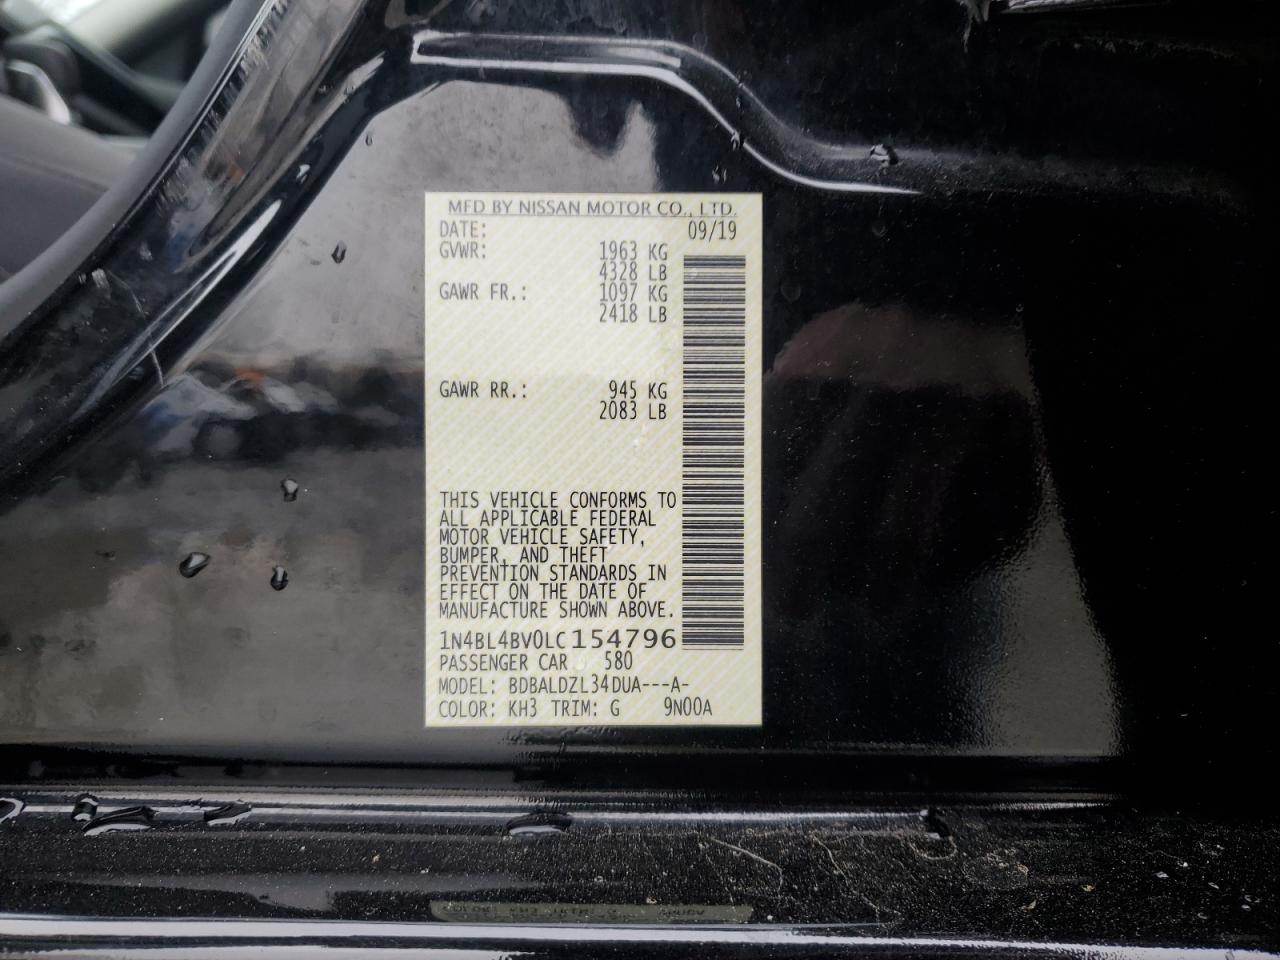 MFD BY NISSAN MOTOR CO., LTD.
DATE: 09/19
GVWR: 1963 KG
4328 LB
GAWR FR.: 1097 KG
2418 LB
GAWR RR.: 945 KG
2083 LB
THIS VEHICLE CONFORMS TO
ALL APPLICABLE FEDERAL
MOTOR VEHICLE SAFETY,
BUMPER, AND THEFT
PREVENTION STANDARDS IN
EFFECT ON THE DATE OF
MANUFACTURE SHOWN ABOVE.
1N4BL4BV0LC154796
PASSENGER CAR 580
MODEL: BDBALDZL34DUA---A-
COLOR: KH3 TRIM: G 9N00A